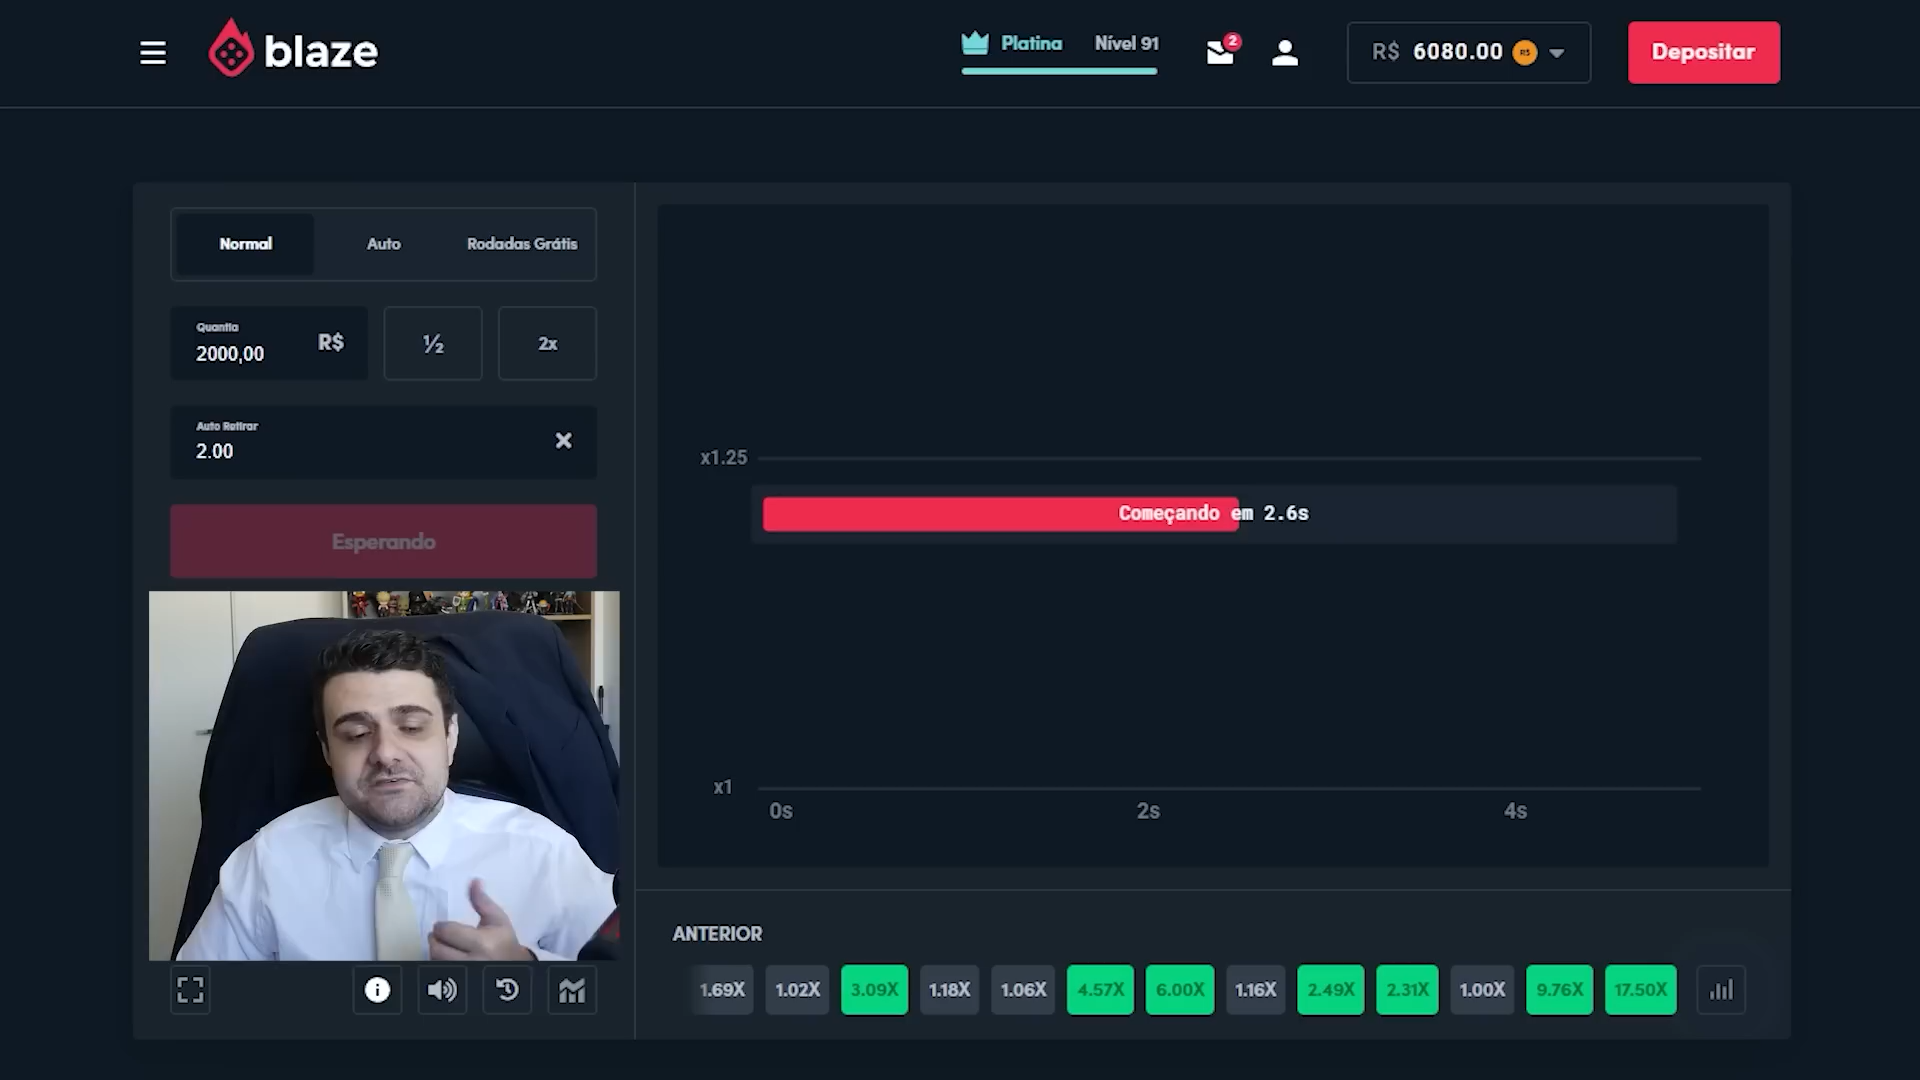 blaze
Platina Nível 91
2
R$ 6080.00 R$
Depositar
Normal Auto Rodadas Grátis
Quantia
2000,00 R$
½ 2x
Auto Retirar
2.00
Esperando
x1.25
Começando em 2.6s
x1
0s 2s 4s
ANTERIOR
1.69X 1.02X 3.09X 1.18X 1.06X 4.57X 6.00X 1.16X 2.49X 2.31X 1.00X 9.76X 17.50X